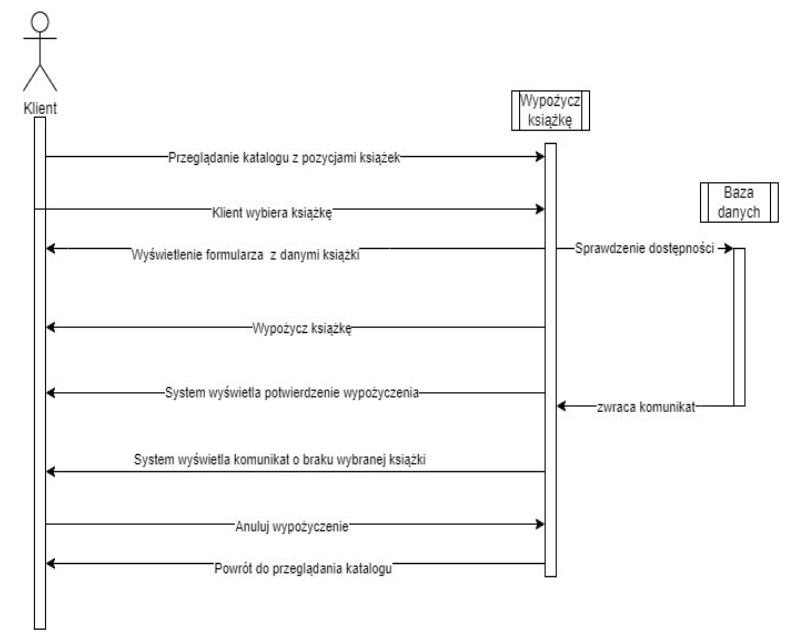 Klient
Wypożycz
książkę
Przeglądanie katalogu z pozycjami książek
Baza
danych
Klient wybiera książkę
Wyświetlenie formularza z danymi książki
Sprawdzenie dostępności
Wypożycz książkę
System wyświetla potwierdzenie wypożyczenia
zwraca komunikat
System wyświetla komunikat o braku wybranej książki
Anuluj wypożyczenie
Powrót do przeglądania katalogu